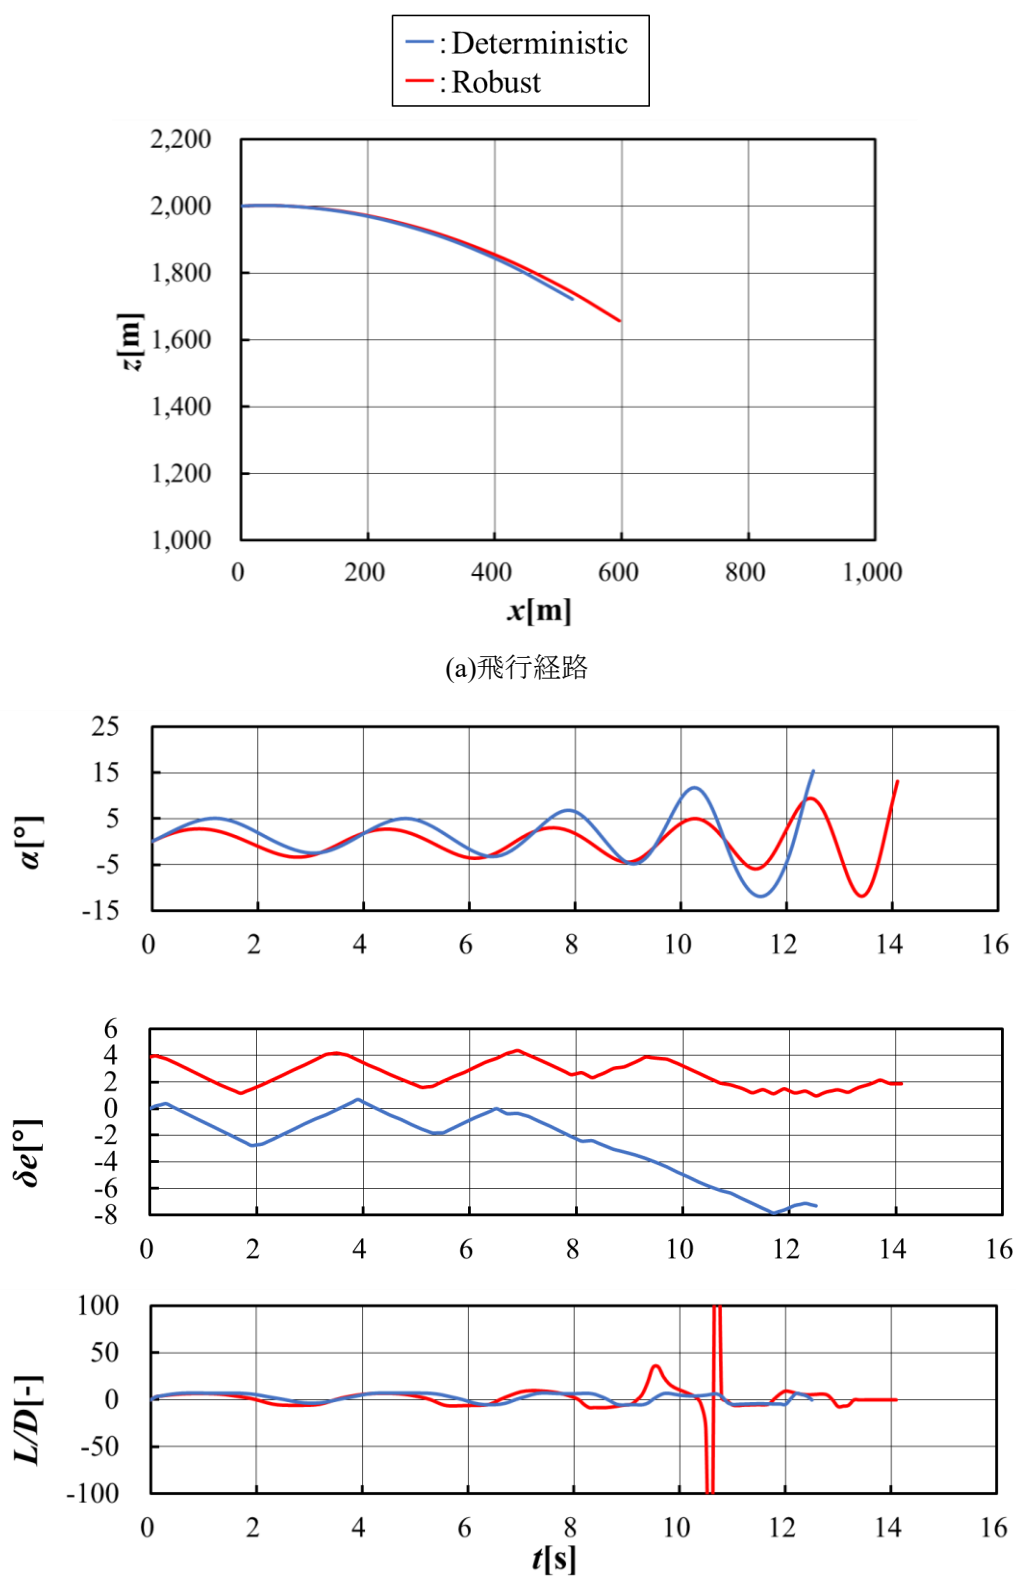 : Deterministic
: Robust
2,200
2,000
1,800
1,600
1,400
1,200
1,000
z[m]
0 200 400 600 800 1,000
x[m]
(a)飛行経路
25
15
5
-5
-15
α[°]
0 2 4 6 8 10 12 14 16
6
4
2
0
-2
-4
-6
-8
δe[°]
0 2 4 6 8 10 12 14 16
100
50
0
-50
-100
L/D[-]
0 2 4 6 8 10 12 14 16
t[s]